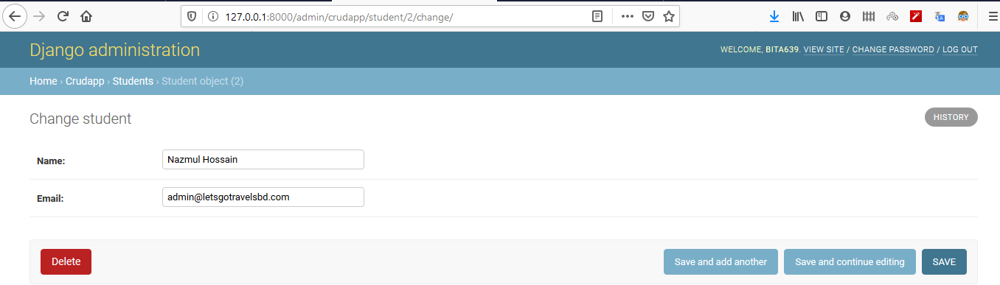 127.0.0.1:8000/admin/crudapp/student/2/change/
Django administration
WELCOME, BITA639. VIEW SITE / CHANGE PASSWORD / LOG OUT
Home › Crudapp › Students › Student object (2)
Change student
HISTORY
Name: Nazmul Hossain
Email: admin@letsgotravelsbd.com
Delete Save and add another Save and continue editing SAVE